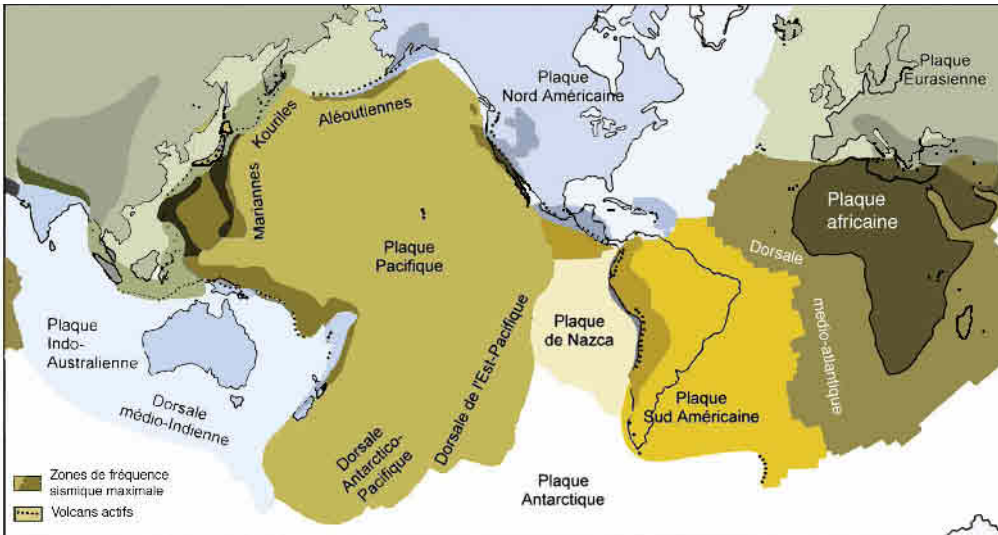 Plaque
Eurasienne
Plaque
Nord Américaine
Kouriles
Aléoutiennes
Mariannes
Plaque
africaine
Plaque
Pacifique
Dorsale
médio-atlantique
Plaque
Indo-
Australienne
Plaque
de Nazca
Dorsale de l'Est-Pacifique
Dorsale
médio-Indienne
Plaque
Sud Américaine
Dorsale
Antarctico-
Pacifique
Plaque
Antarctique
Zones de fréquence
sismique maximale
Volcans actifs